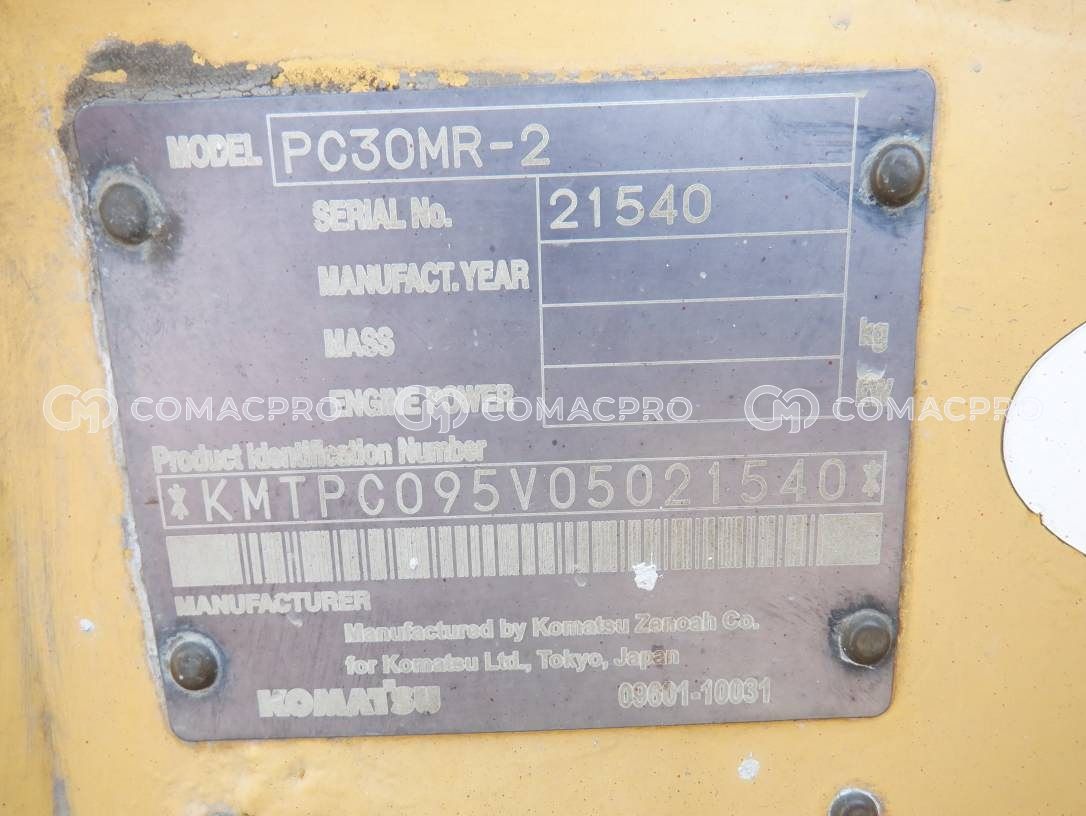 MODEL PC30MR-2
SERIAL No. 21540
MANUFACT. YEAR
MASS kg
ENGINE POWER kW
COMACPRO COMACPRO COMACPRO
Product Identification Number
*KMTPC095V05021540*
MANUFACTURER
Manufactured by Komatsu Zenoah Co.
for Komatsu Ltd., Tokyo, Japan
KOMATSU 09601-10031